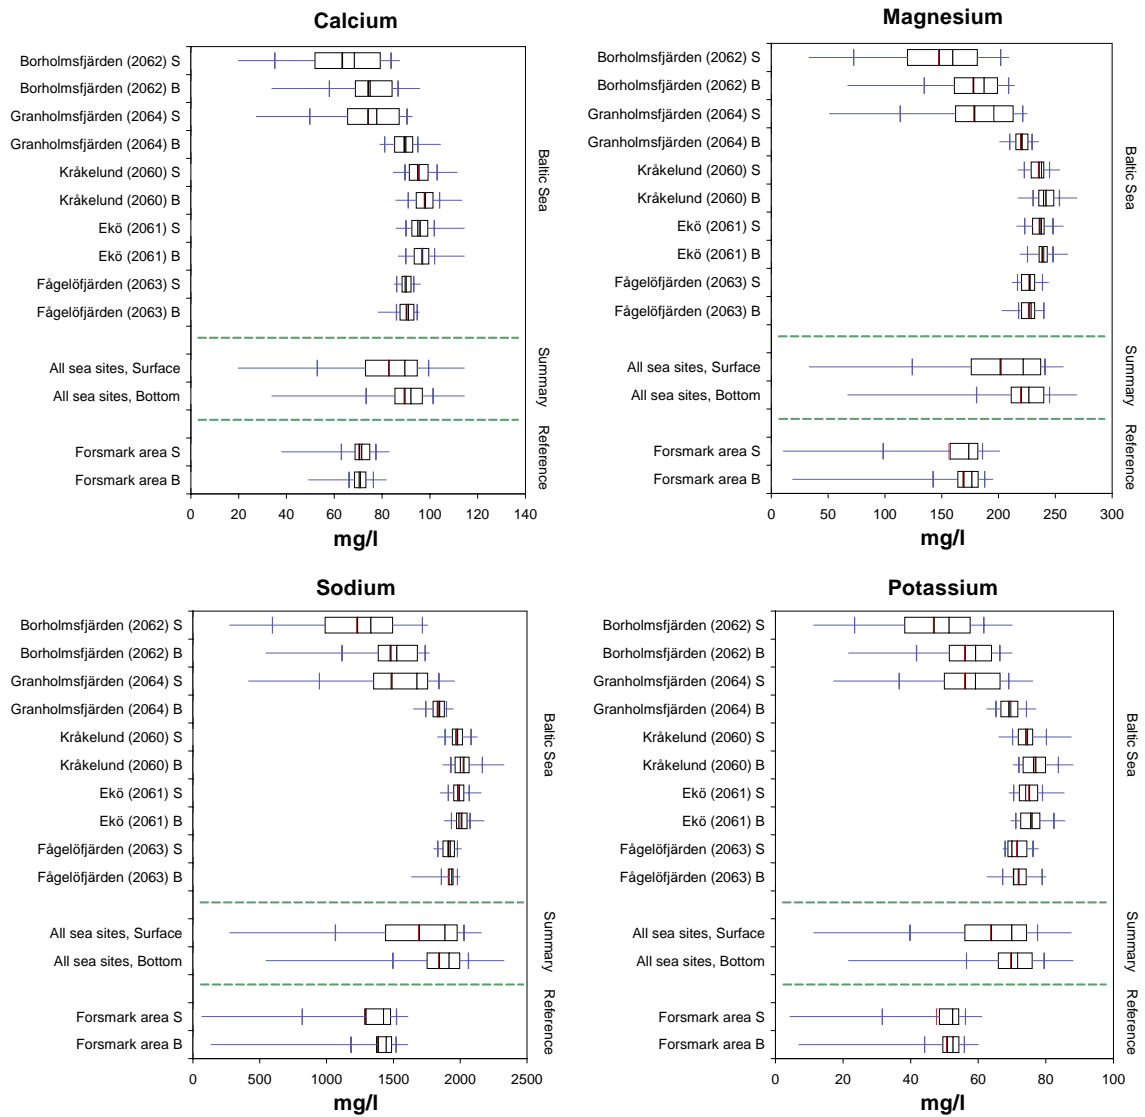 Calcium
Borholmsfjärden (2062) S
Borholmsfjärden (2062) B
Granholmsfjärden (2064) S
Granholmsfjärden (2064) B
Kråkelund (2060) S
Kråkelund (2060) B
Ekö (2061) S
Ekö (2061) B
Fågelöfjärden (2063) S
Fågelöfjärden (2063) B
All sea sites, Surface
All sea sites, Bottom
Forsmark area S
Forsmark area B
Baltic Sea
Summary
Reference
0 20 40 60 80 100 120 140
mg/l
Magnesium
Borholmsfjärden (2062) S
Borholmsfjärden (2062) B
Granholmsfjärden (2064) S
Granholmsfjärden (2064) B
Kråkelund (2060) S
Kråkelund (2060) B
Ekö (2061) S
Ekö (2061) B
Fågelöfjärden (2063) S
Fågelöfjärden (2063) B
All sea sites, Surface
All sea sites, Bottom
Forsmark area S
Forsmark area B
Baltic Sea
Summary
Reference
0 50 100 150 200 250 300
mg/l
Sodium
Borholmsfjärden (2062) S
Borholmsfjärden (2062) B
Granholmsfjärden (2064) S
Granholmsfjärden (2064) B
Kråkelund (2060) S
Kråkelund (2060) B
Ekö (2061) S
Ekö (2061) B
Fågelöfjärden (2063) S
Fågelöfjärden (2063) B
All sea sites, Surface
All sea sites, Bottom
Forsmark area S
Forsmark area B
Baltic Sea
Summary
Reference
0 500 1000 1500 2000 2500
mg/l
Potassium
Borholmsfjärden (2062) S
Borholmsfjärden (2062) B
Granholmsfjärden (2064) S
Granholmsfjärden (2064) B
Kråkelund (2060) S
Kråkelund (2060) B
Ekö (2061) S
Ekö (2061) B
Fågelöfjärden (2063) S
Fågelöfjärden (2063) B
All sea sites, Surface
All sea sites, Bottom
Forsmark area S
Forsmark area B
Baltic Sea
Summary
Reference
0 20 40 60 80 100
mg/l